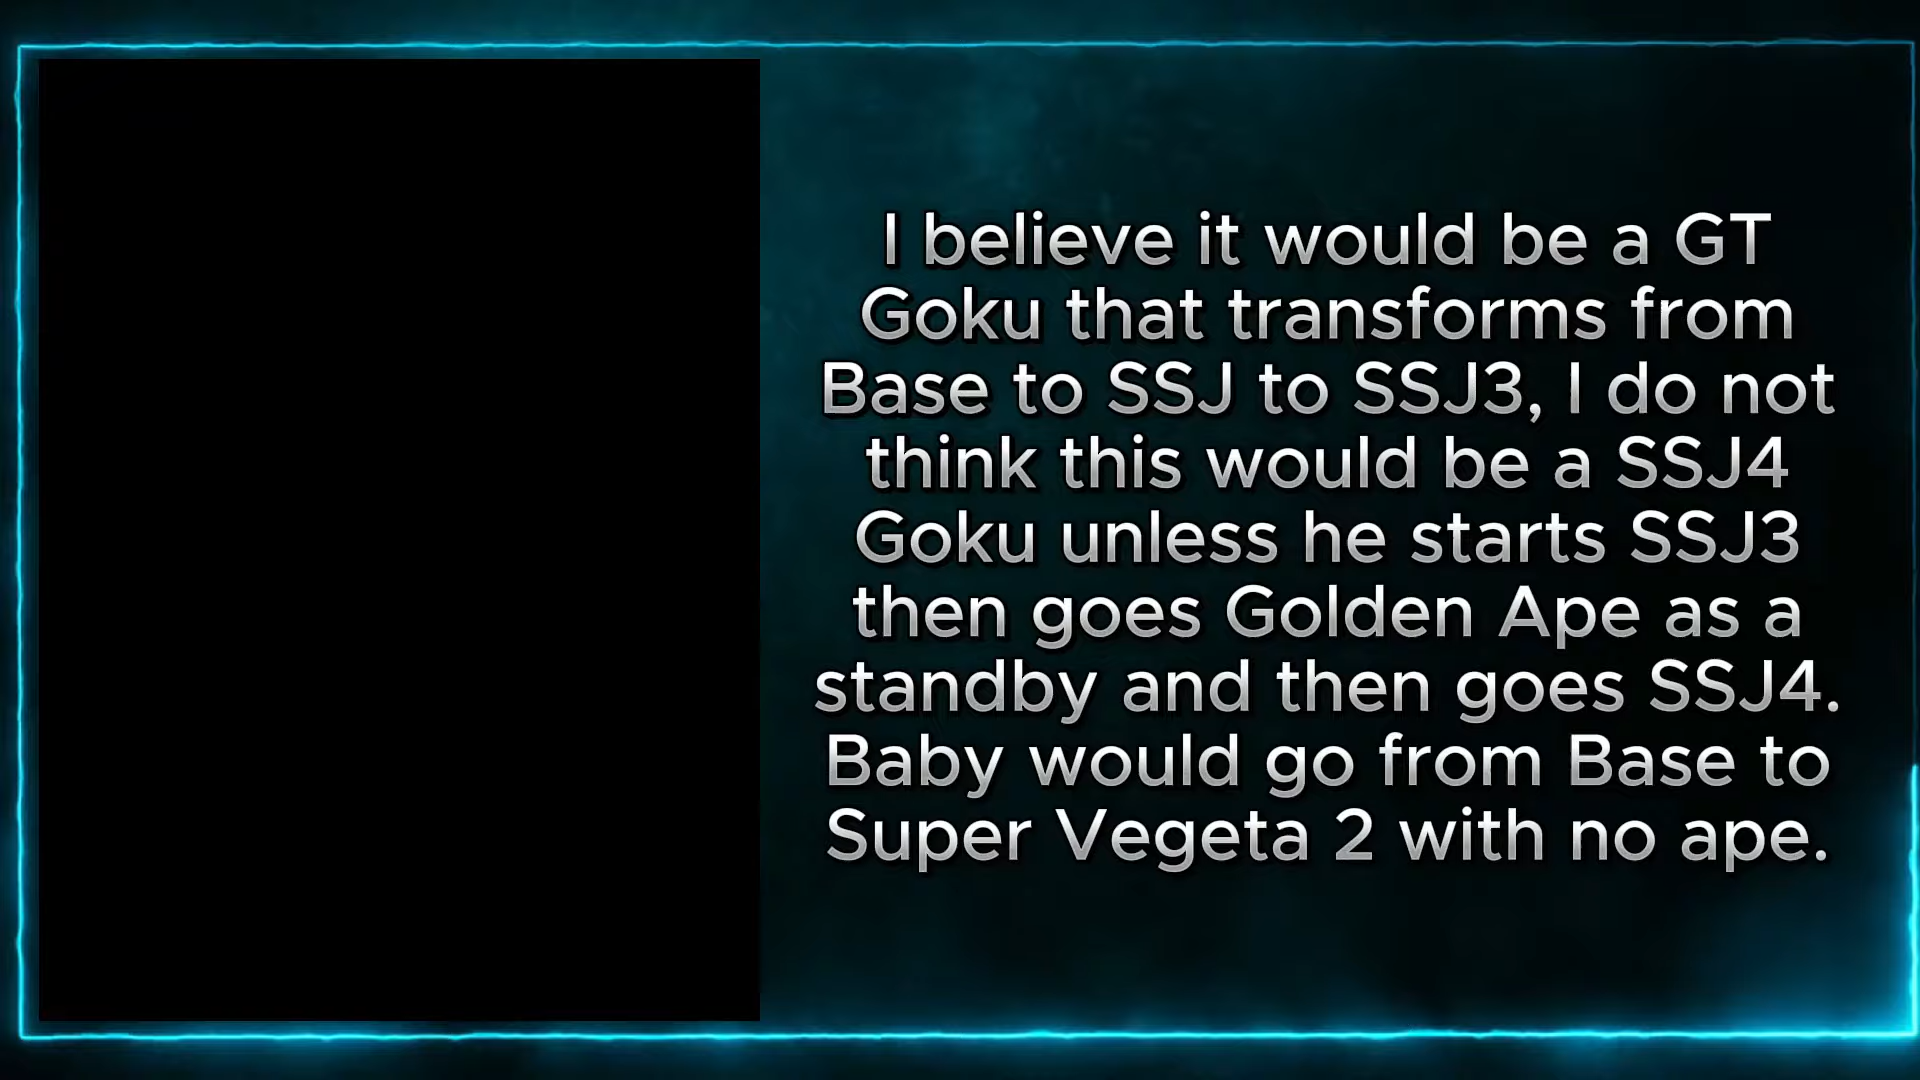 I believe it would be a GT
Goku that transforms from
Base to SSJ to SSJ3, I do not
think this would be a SSJ4
Goku unless he starts SSJ3
then goes Golden Ape as a
standby and then goes SSJ4.
Baby would go from Base to
Super Vegeta 2 with no ape.